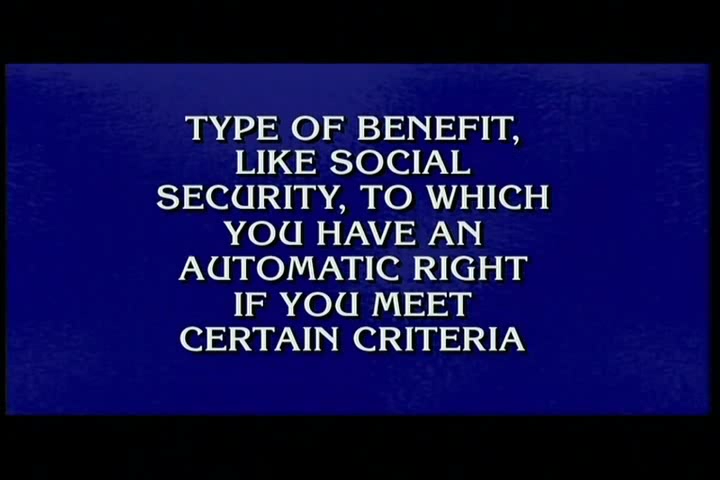 TYPE OF BENEFIT,
LIKE SOCIAL
SECURITY, TO WHICH
YOU HAVE AN
AUTOMATIC RIGHT
IF YOU MEET
CERTAIN CRITERIA